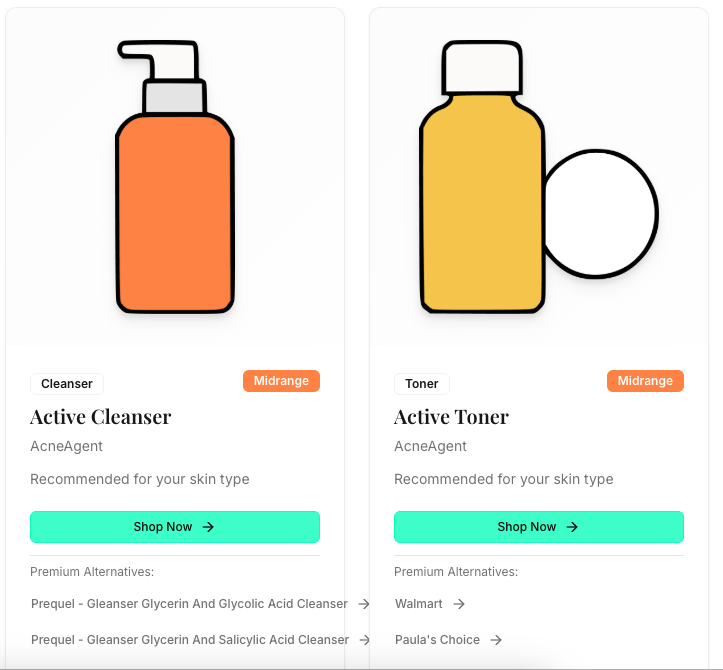 Cleanser
Midrange
Active Cleanser
AcneAgent
Recommended for your skin type
Shop Now
Premium Alternatives:
Prequel - Gleanser Glycerin And Glycolic Acid Cleanser
Prequel - Gleanser Glycerin And Salicylic Acid Cleanser
Toner
Midrange
Active Toner
AcneAgent
Recommended for your skin type
Shop Now
Premium Alternatives:
Walmart
Paula's Choice